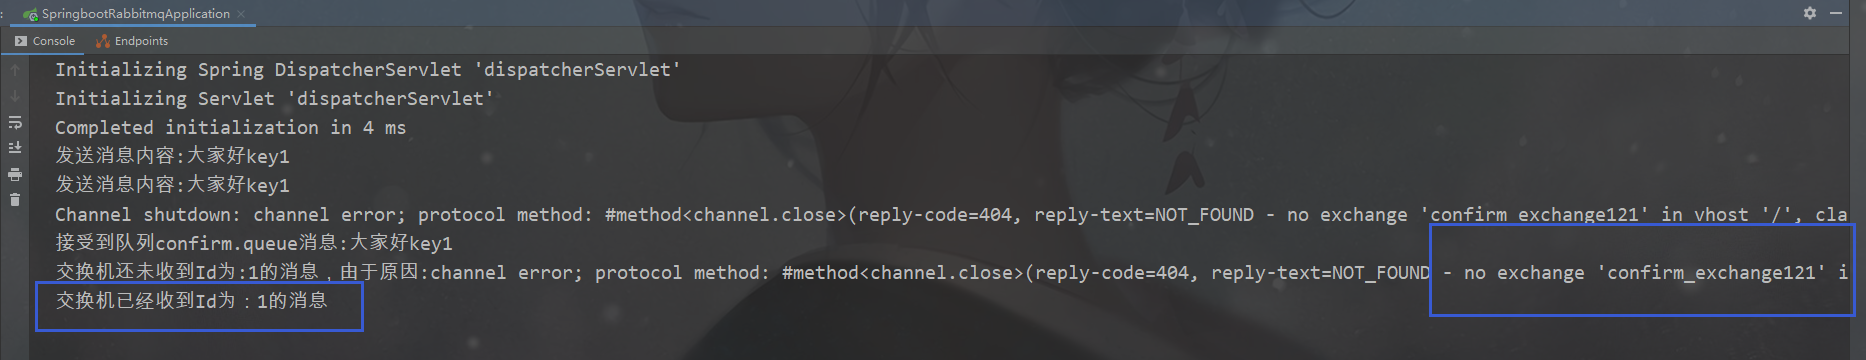 SpringbootRabbitmqApplication
Console Endpoints
Initializing Spring DispatcherServlet 'dispatcherServlet'
Initializing Servlet 'dispatcherServlet'
Completed initialization in 4 ms
发送消息内容:大家好key1
发送消息内容:大家好key1
Channel shutdown: channel error; protocol method: #method<channel.close>(reply-code=404, reply-text=NOT_FOUND - no exchange 'confirm_exchange121' in vhost '/', cla
接受到队列confirm.queue消息:大家好key1
交换机还未收到Id为:1的消息，由于原因:channel error; protocol method: #method<channel.close>(reply-code=404, reply-text=NOT_FOUND - no exchange 'confirm_exchange121' i
交换机已经收到Id为：1的消息